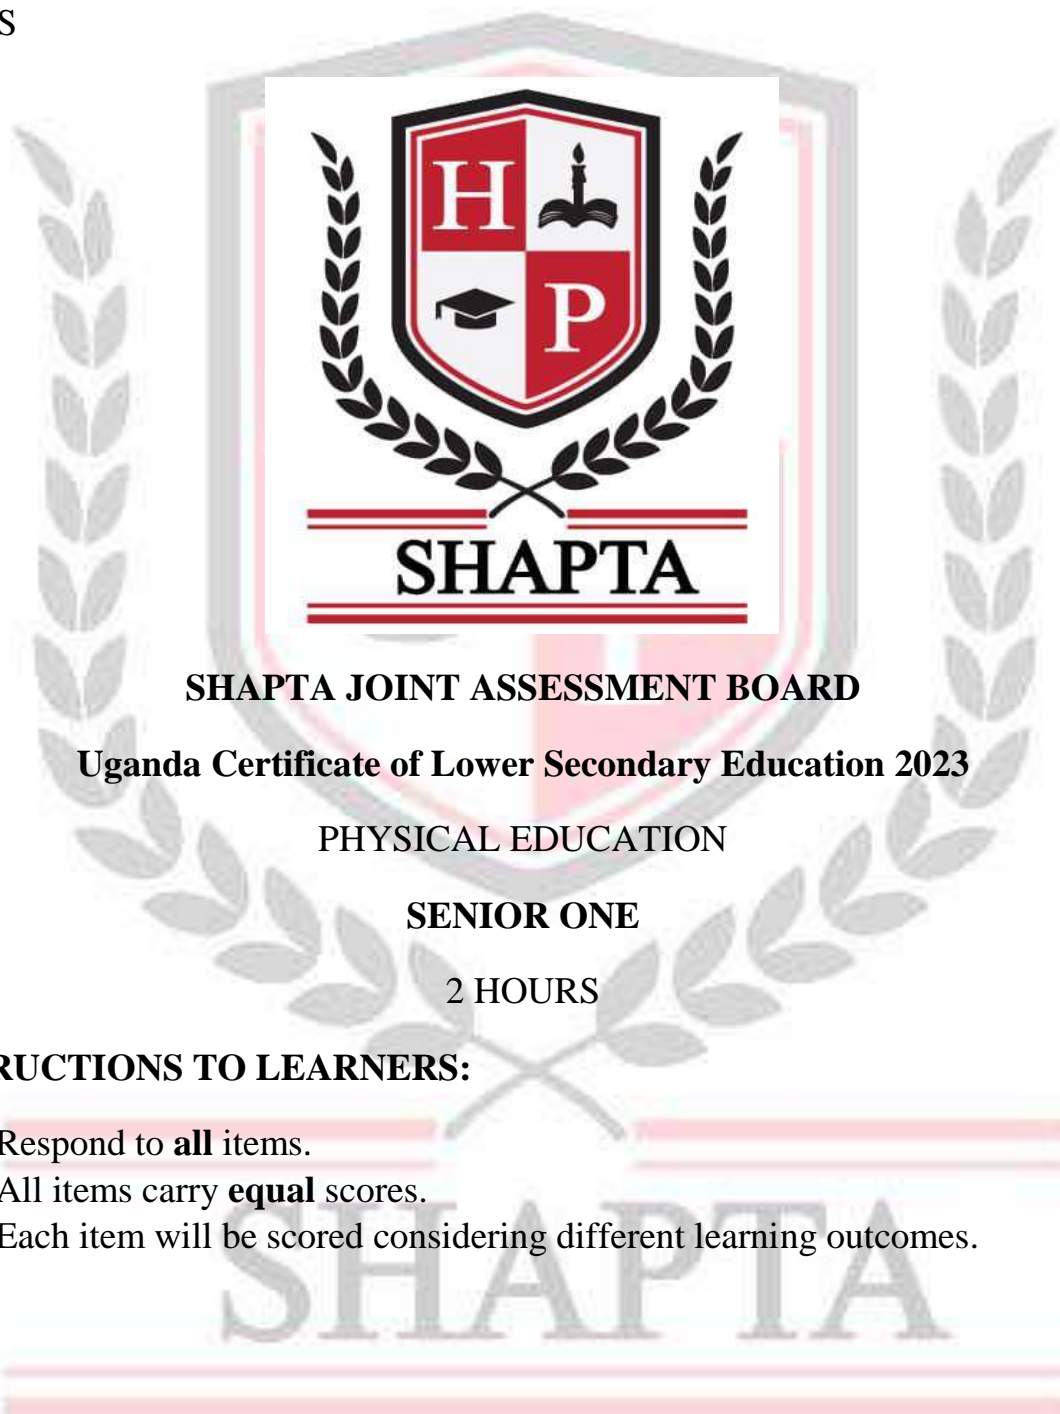 S
H
P
SHAPTA
SHAPTA JOINT ASSESSMENT BOARD
Uganda Certificate of Lower Secondary Education 2023
PHYSICAL EDUCATION
SENIOR ONE
2 HOURS
RUCTIONS TO LEARNERS:
Respond to all items.
All items carry equal scores.
Each item will be scored considering different learning outcomes.
SHAPTA